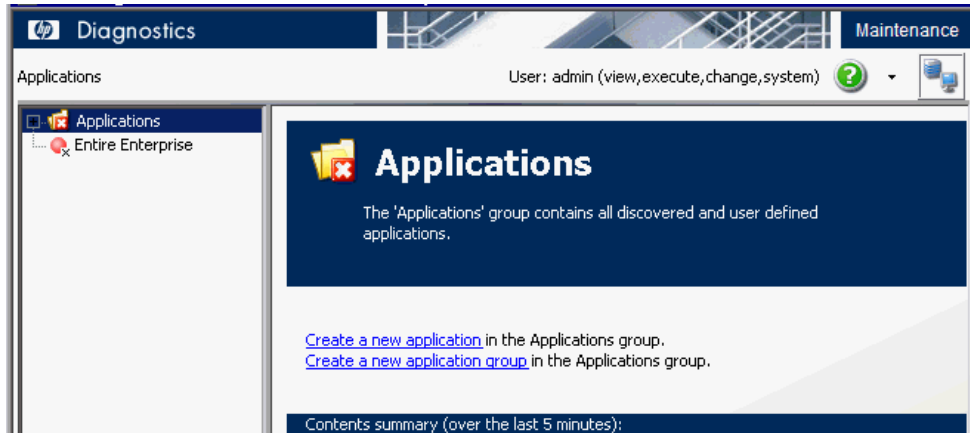 hp Diagnostics
Maintenance
Applications
User: admin (view,execute,change,system)
Applications
Entire Enterprise
Applications
The 'Applications' group contains all discovered and user defined
applications.
Create a new application in the Applications group.
Create a new application group in the Applications group.
Contents summary (over the last 5 minutes):